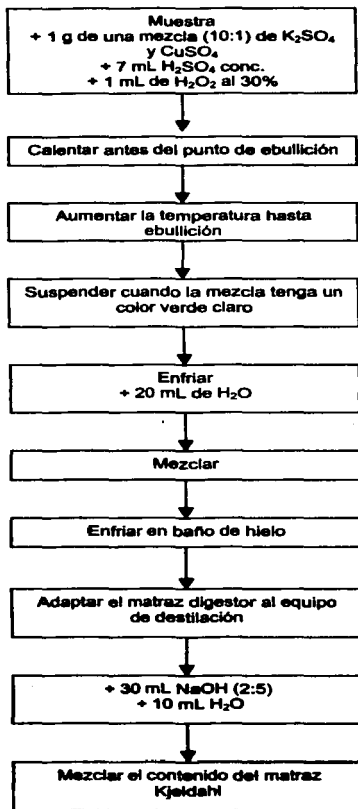 Muestra
+ 1 g de una mezcla (10:1) de K₂SO₄
y CuSO₄
+ 7 mL H₂SO₄ conc.
+ 1 mL de H₂O₂ al 30%
Calentar antes del punto de ebullición
Aumentar la temperatura hasta
ebullición
Suspender cuando la mezcla tenga un
color verde claro
Enfriar
+ 20 mL de H₂O
Mezclar
Enfriar en baño de hielo
Adaptar el matraz digestor al equipo
de destilación
+ 30 mL NaOH (2:5)
+ 10 mL H₂O
Mezclar el contenido del matraz
Kjeldahl